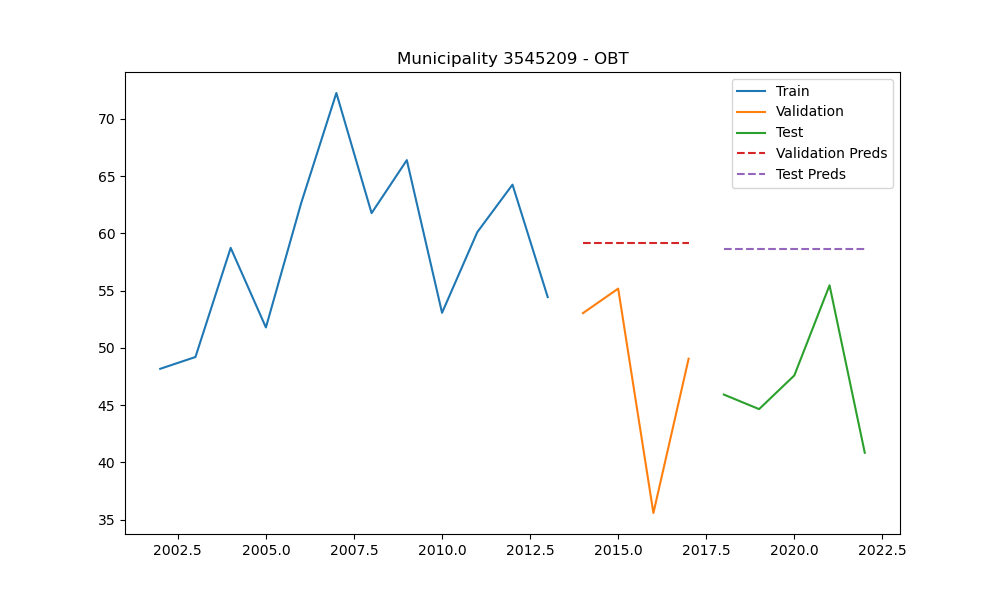 Municipality 3545209 - OBT
Train
Validation
Test
Validation Preds
Test Preds
70
65
60
55
50
45
40
35
2002.5 2005.0 2007.5 2010.0 2012.5 2015.0 2017.5 2020.0 2022.5